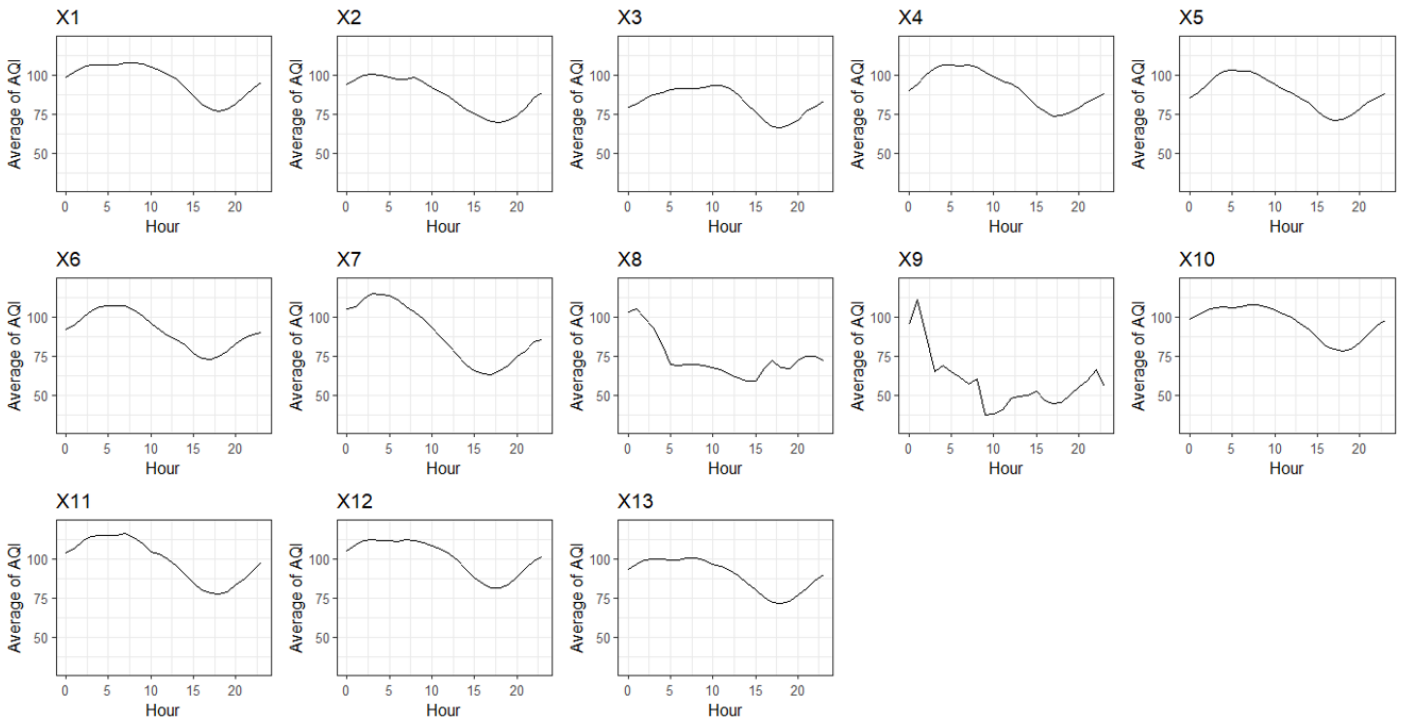 X1 X2 X3 X4 X5
Average of AQI Average of AQI Average of AQI Average of AQI Average of AQI
100 100 100 100 100
75 75 75 75 75
50 50 50 50 50
0 5 10 15 20 0 5 10 15 20 0 5 10 15 20 0 5 10 15 20 0 5 10 15 20
Hour Hour Hour Hour Hour
X6 X7 X8 X9 X10
Average of AQI Average of AQI Average of AQI Average of AQI Average of AQI
100 100 100 100 100
75 75 75 75 75
50 50 50 50 50
0 5 10 15 20 0 5 10 15 20 0 5 10 15 20 0 5 10 15 20 0 5 10 15 20
Hour Hour Hour Hour Hour
X11 X12 X13
Average of AQI Average of AQI Average of AQI
100 100 100
75 75 75
50 50 50
0 5 10 15 20 0 5 10 15 20 0 5 10 15 20
Hour Hour Hour